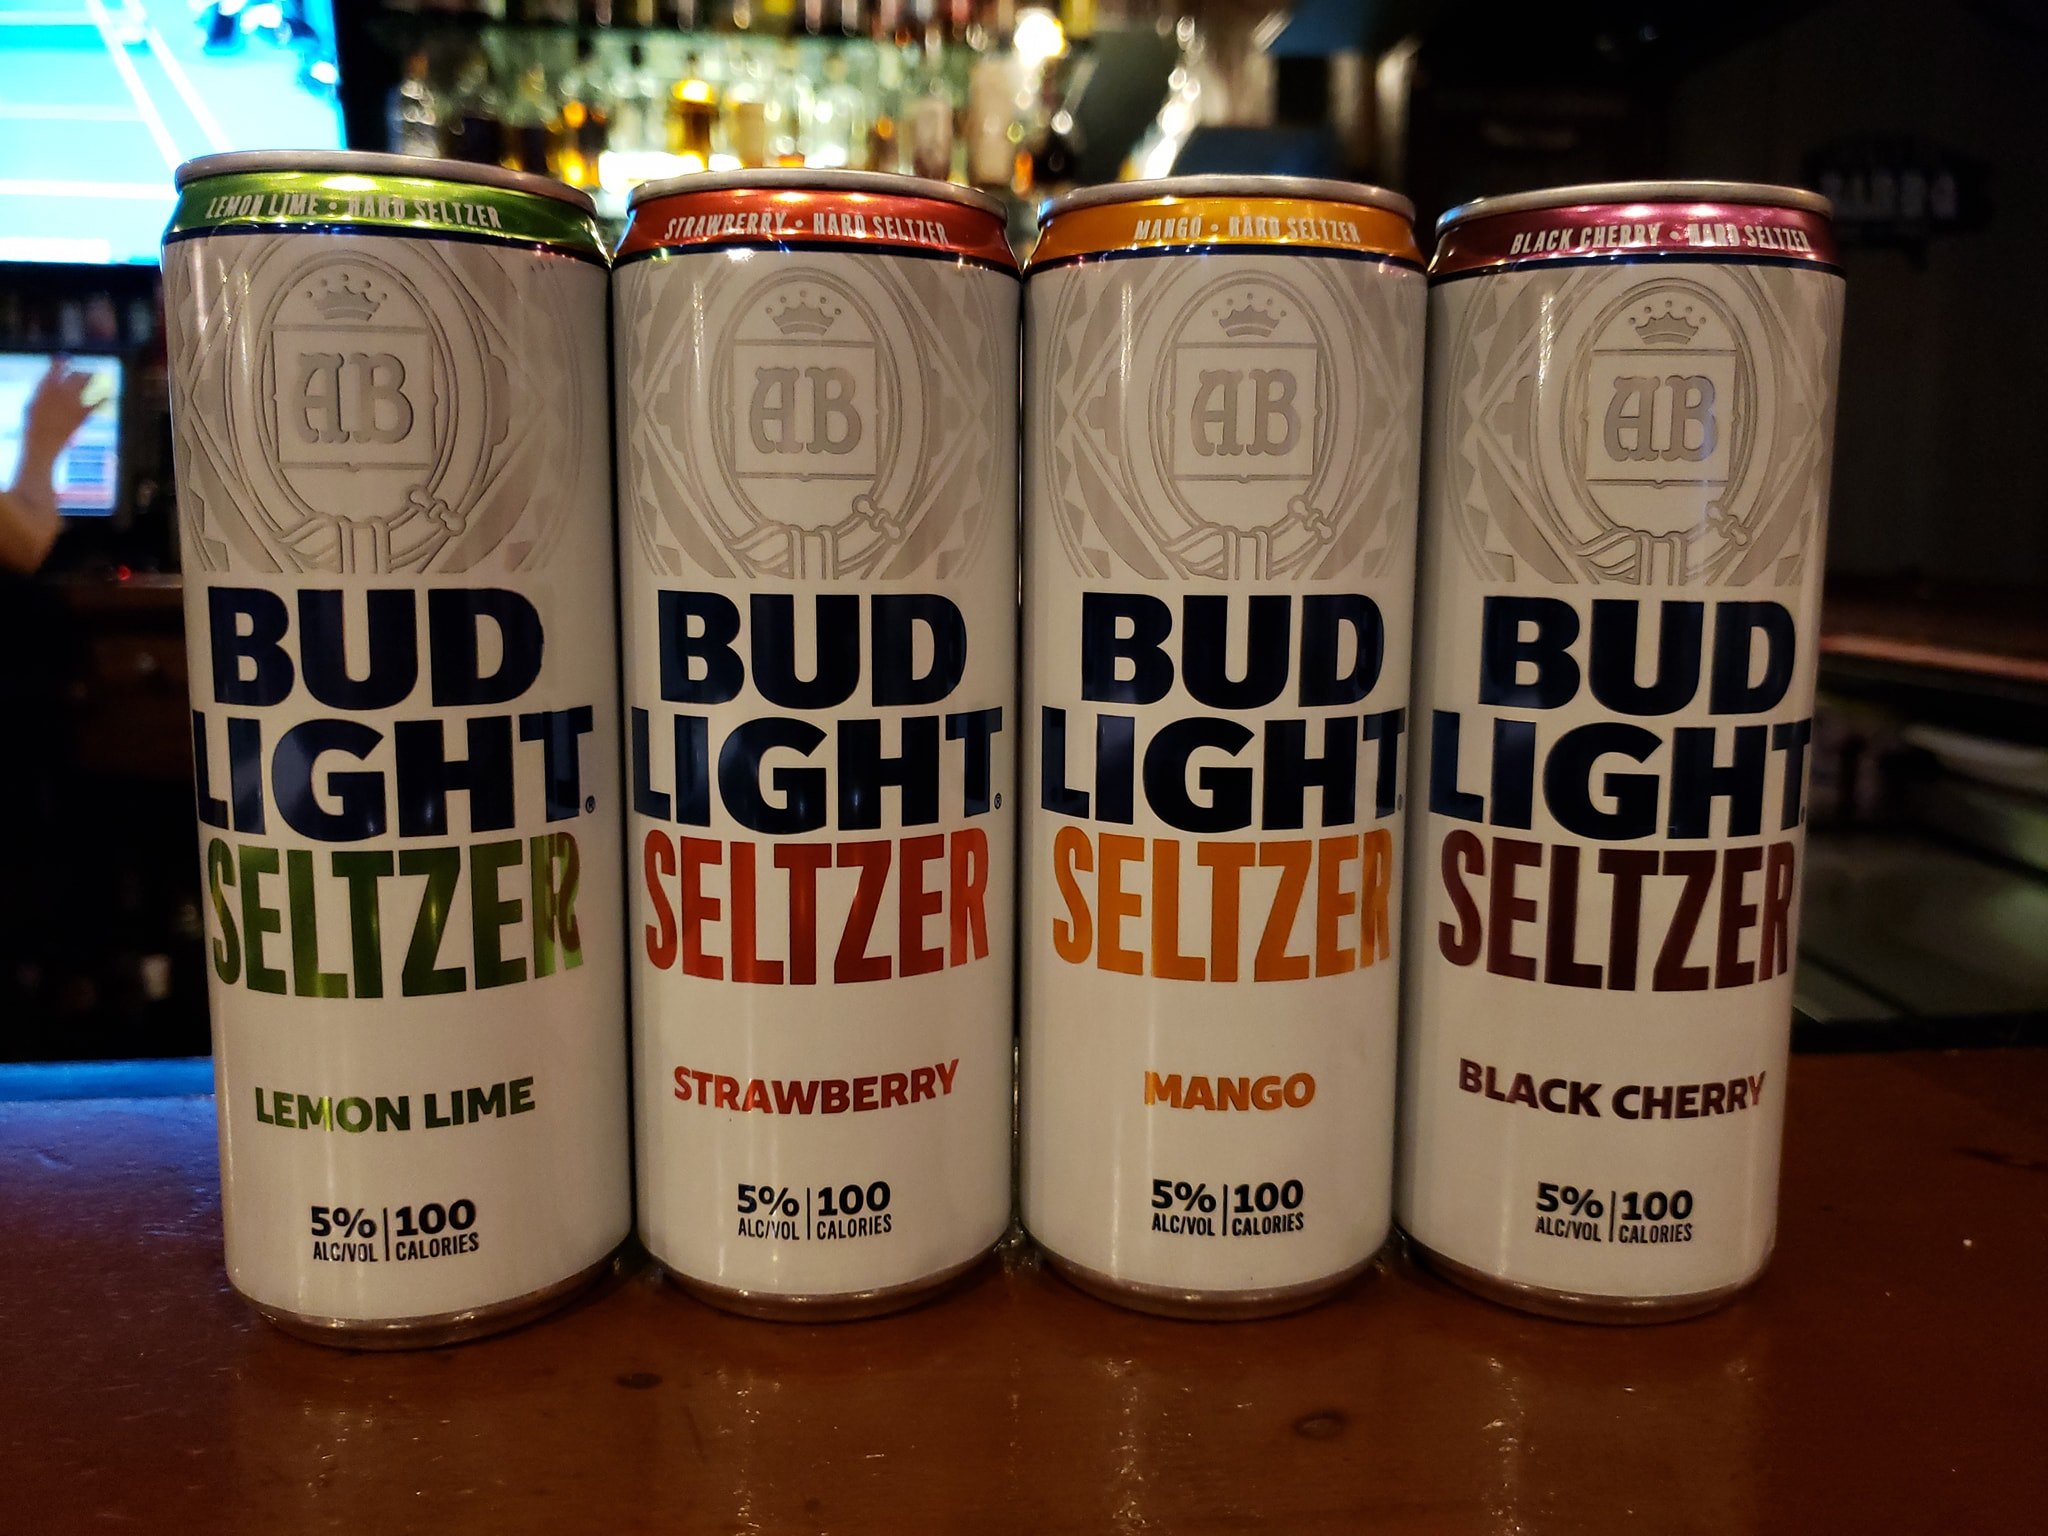 LEMON LIME • HARD SELTZER
AB
BUD
LIGHT®
SELTZER
LEMON LIME
5% | 100
ALC/VOL | CALORIES
STRAWBERRY • HARD SELTZER
AB
BUD
LIGHT®
SELTZER
STRAWBERRY
5% | 100
ALC/VOL | CALORIES
MANGO • HARD SELTZER
AB
BUD
LIGHT
SELTZER
MANGO
5% | 100
ALC/VOL | CALORIES
BLACK CHERRY • HARD SELTZER
AB
BUD
LIGHT
SELTZER
BLACK CHERRY
5% | 100
ALC/VOL | CALORIES